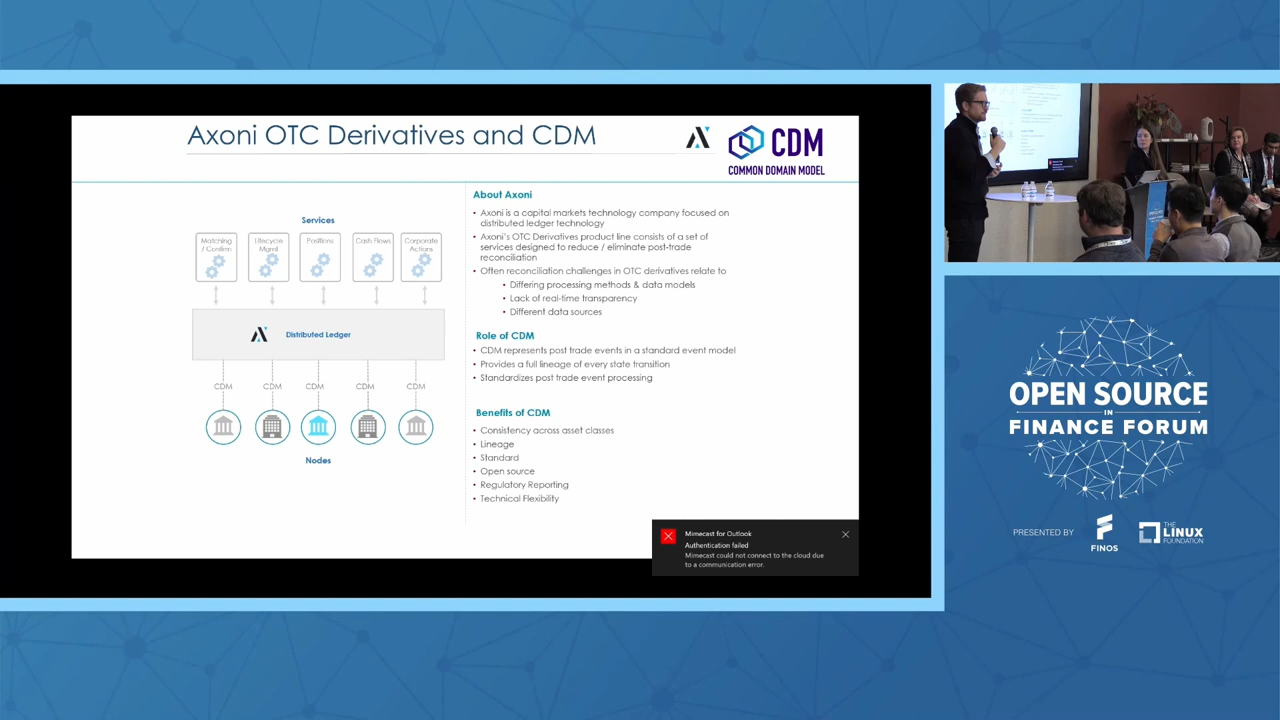 Axoni OTC Derivatives and CDM
CDM
COMMON DOMAIN MODEL
Services
Matching
/ Confirm
Lifecycle
Mgmt
Positions
Cash Flows
Corporate
Actions
Distributed Ledger
CDM
CDM
CDM
CDM
CDM
Nodes
About Axoni
• Axoni is a capital markets technology company focused on
distributed ledger technology
• Axoni's OTC Derivatives product line consists of a set of
services designed to reduce / eliminate post-trade
reconciliation
• Often reconciliation challenges in OTC derivatives relate to
• Differing processing methods & data models
• Lack of real-time transparency
• Different data sources
Role of CDM
• CDM represents post trade events in a standard event model
• Provides a full lineage of every state transition
• Standardizes post trade event processing
Benefits of CDM
• Consistency across asset classes
• Lineage
• Standard
• Open source
• Regulatory Reporting
• Technical Flexibility
Mimecast for Outlook
Authentication failed
Mimecast could not connect to the cloud due
to a communication error.
OPEN SOURCE
IN
FINANCE FORUM
PRESENTED BY
FINOS
THE
LINUX
FOUNDATION